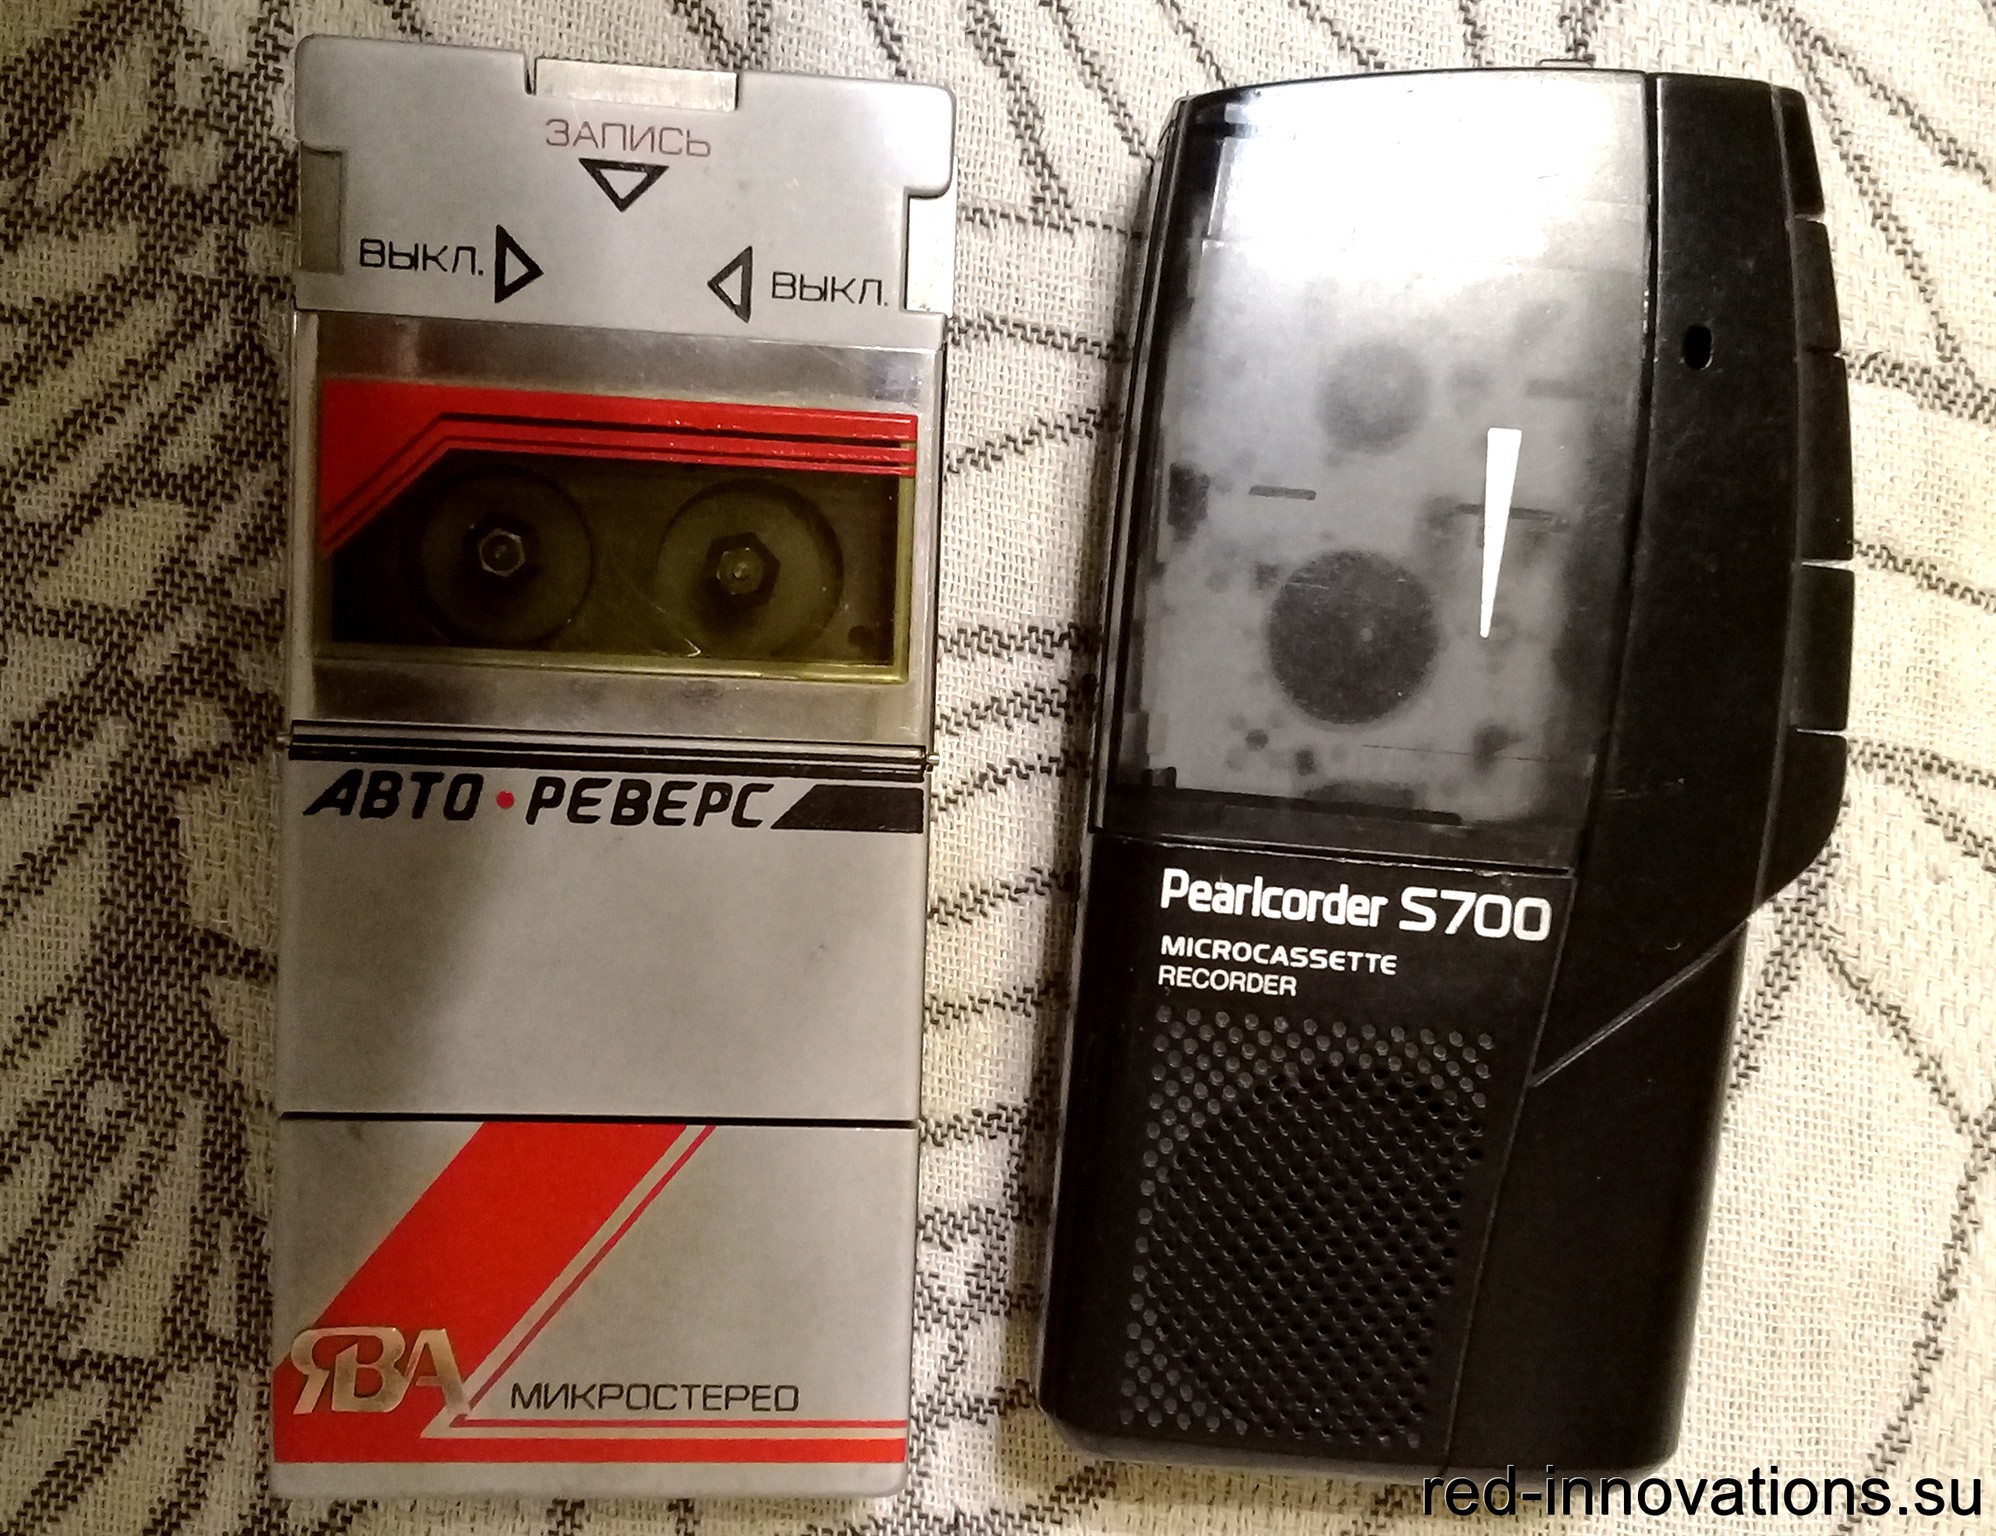 ЗАПИСЬ
ВЫКЛ.
ВЫКЛ.
АВТО • РЕВЕРС
ЯВА
МИКРОСТЕРЕО
Pearlcorder S700
MICROCASSETTE
RECORDER
red-innovations.su